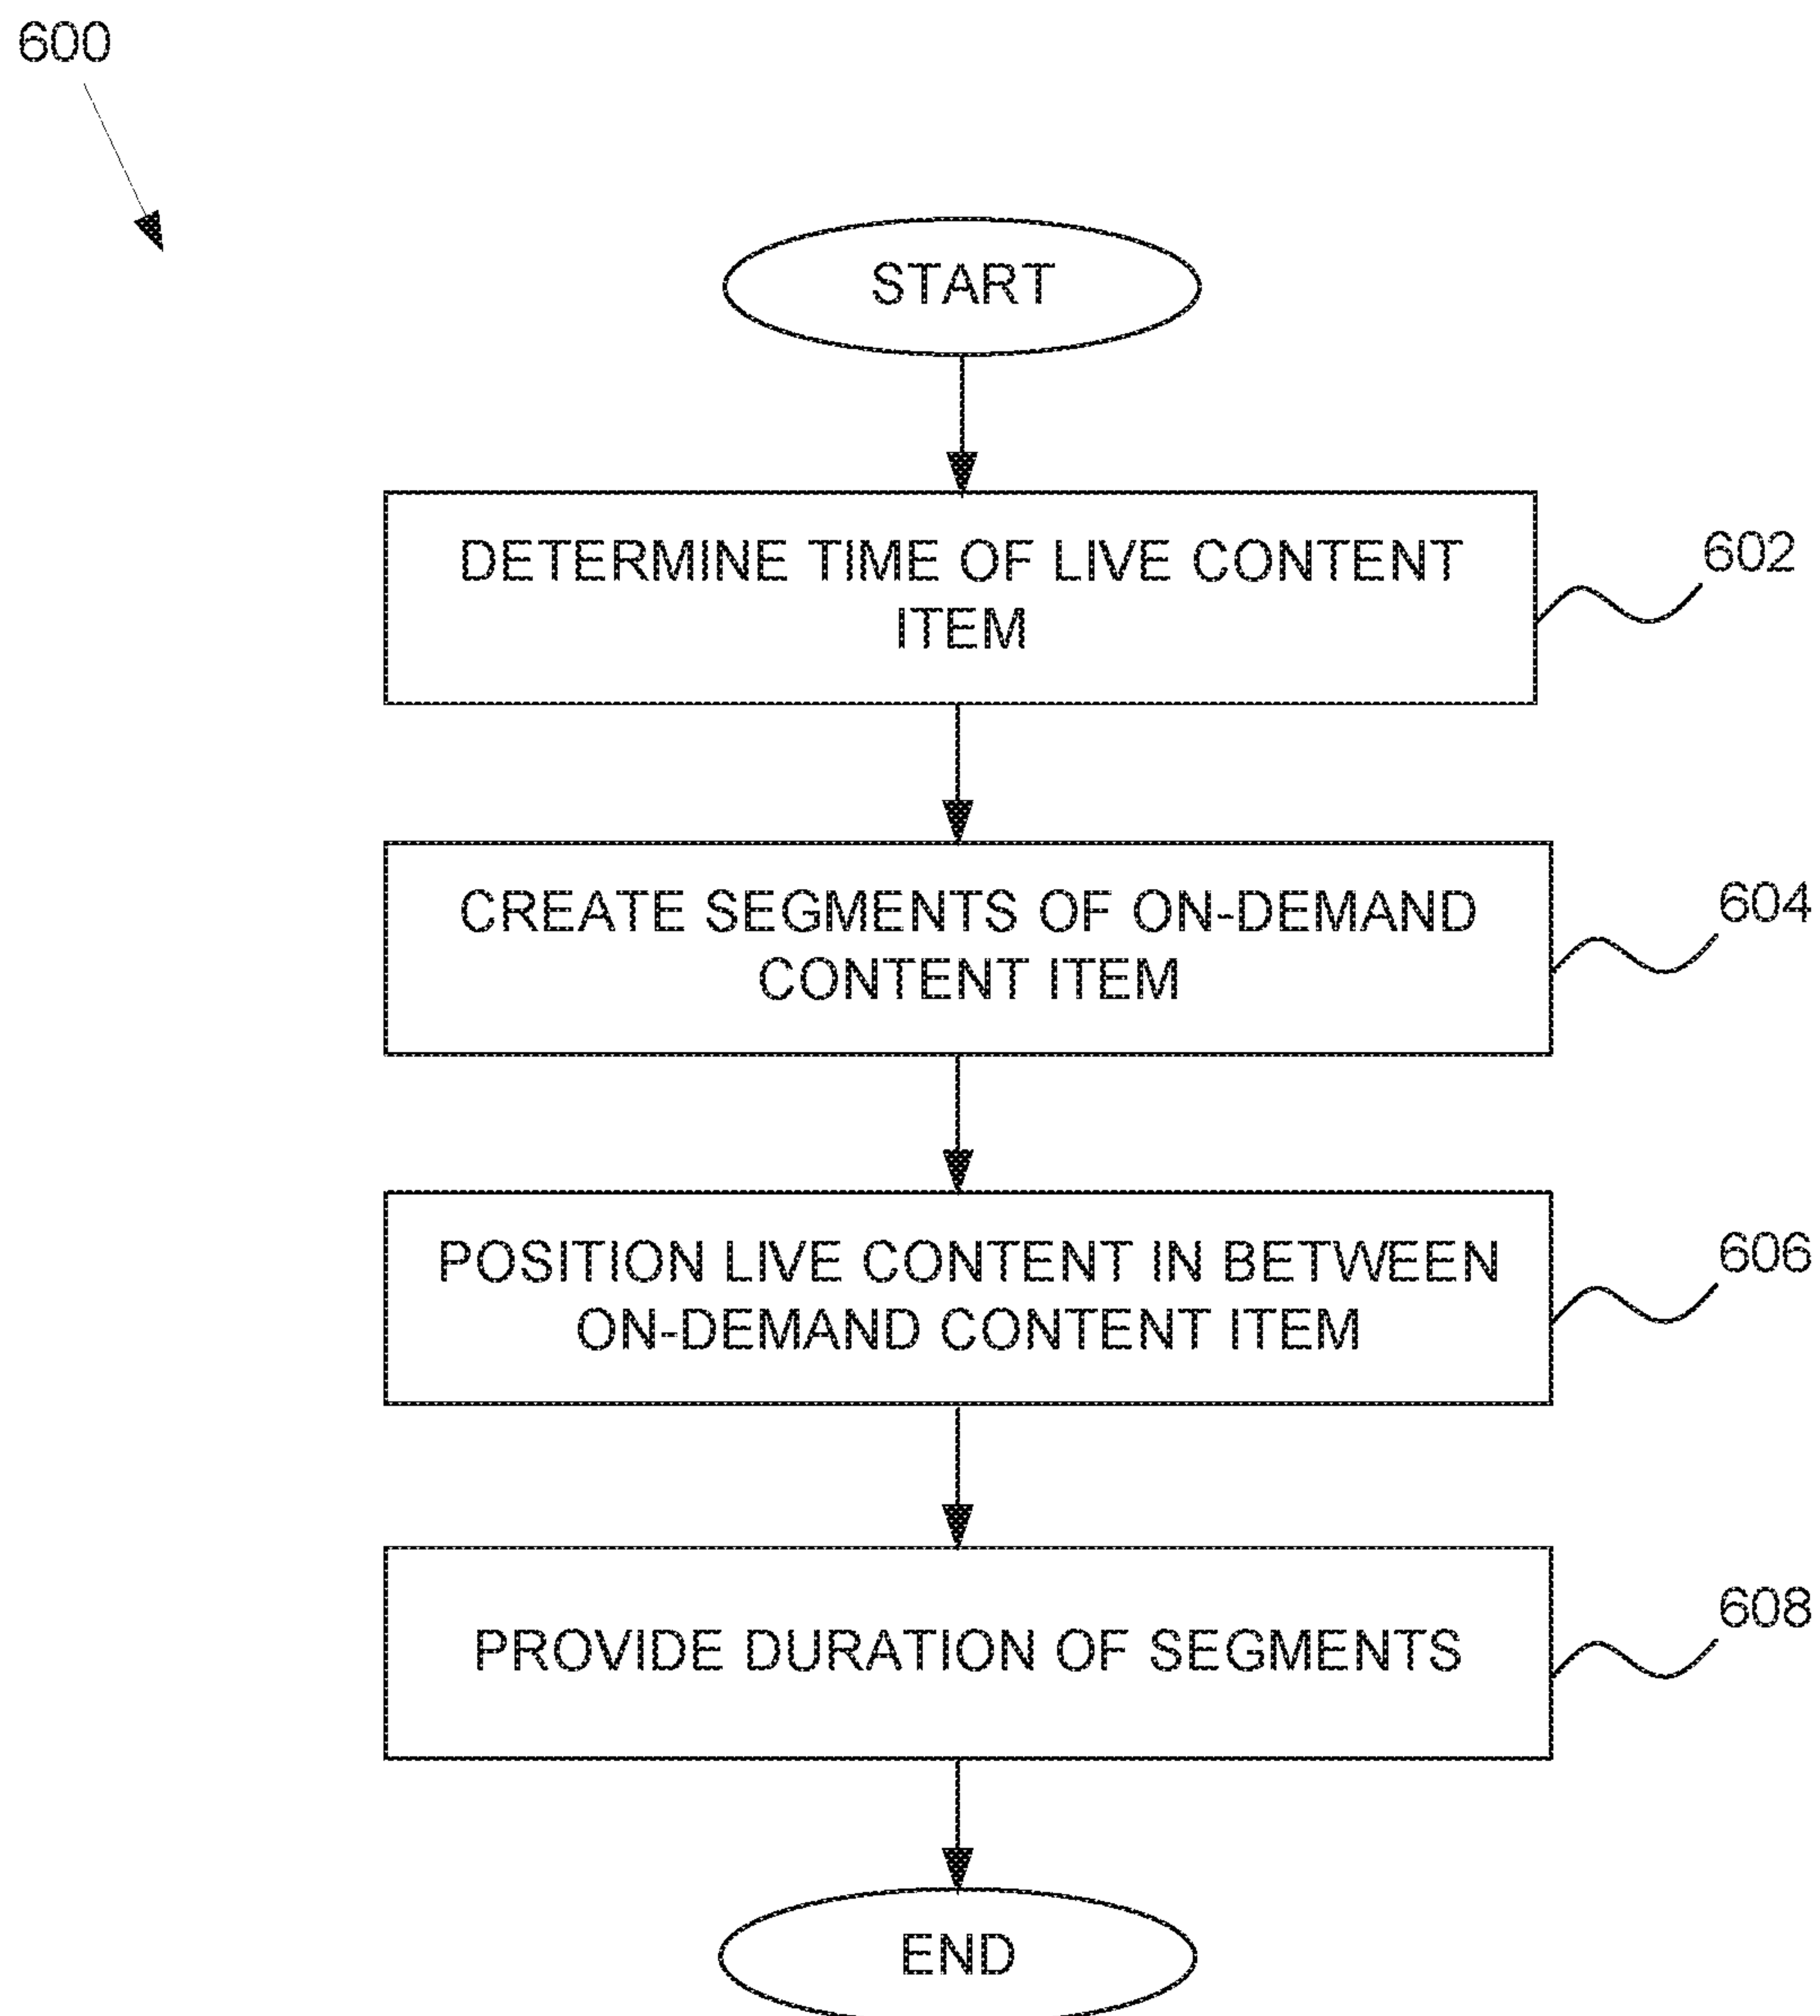 600
START
DETERMINE TIME OF LIVE CONTENT
ITEM
602
CREATE SEGMENTS OF ON-DEMAND
CONTENT ITEM
604
POSITION LIVE CONTENT IN BETWEEN
ON-DEMAND CONTENT ITEM
606
PROVIDE DURATION OF SEGMENTS
608
END